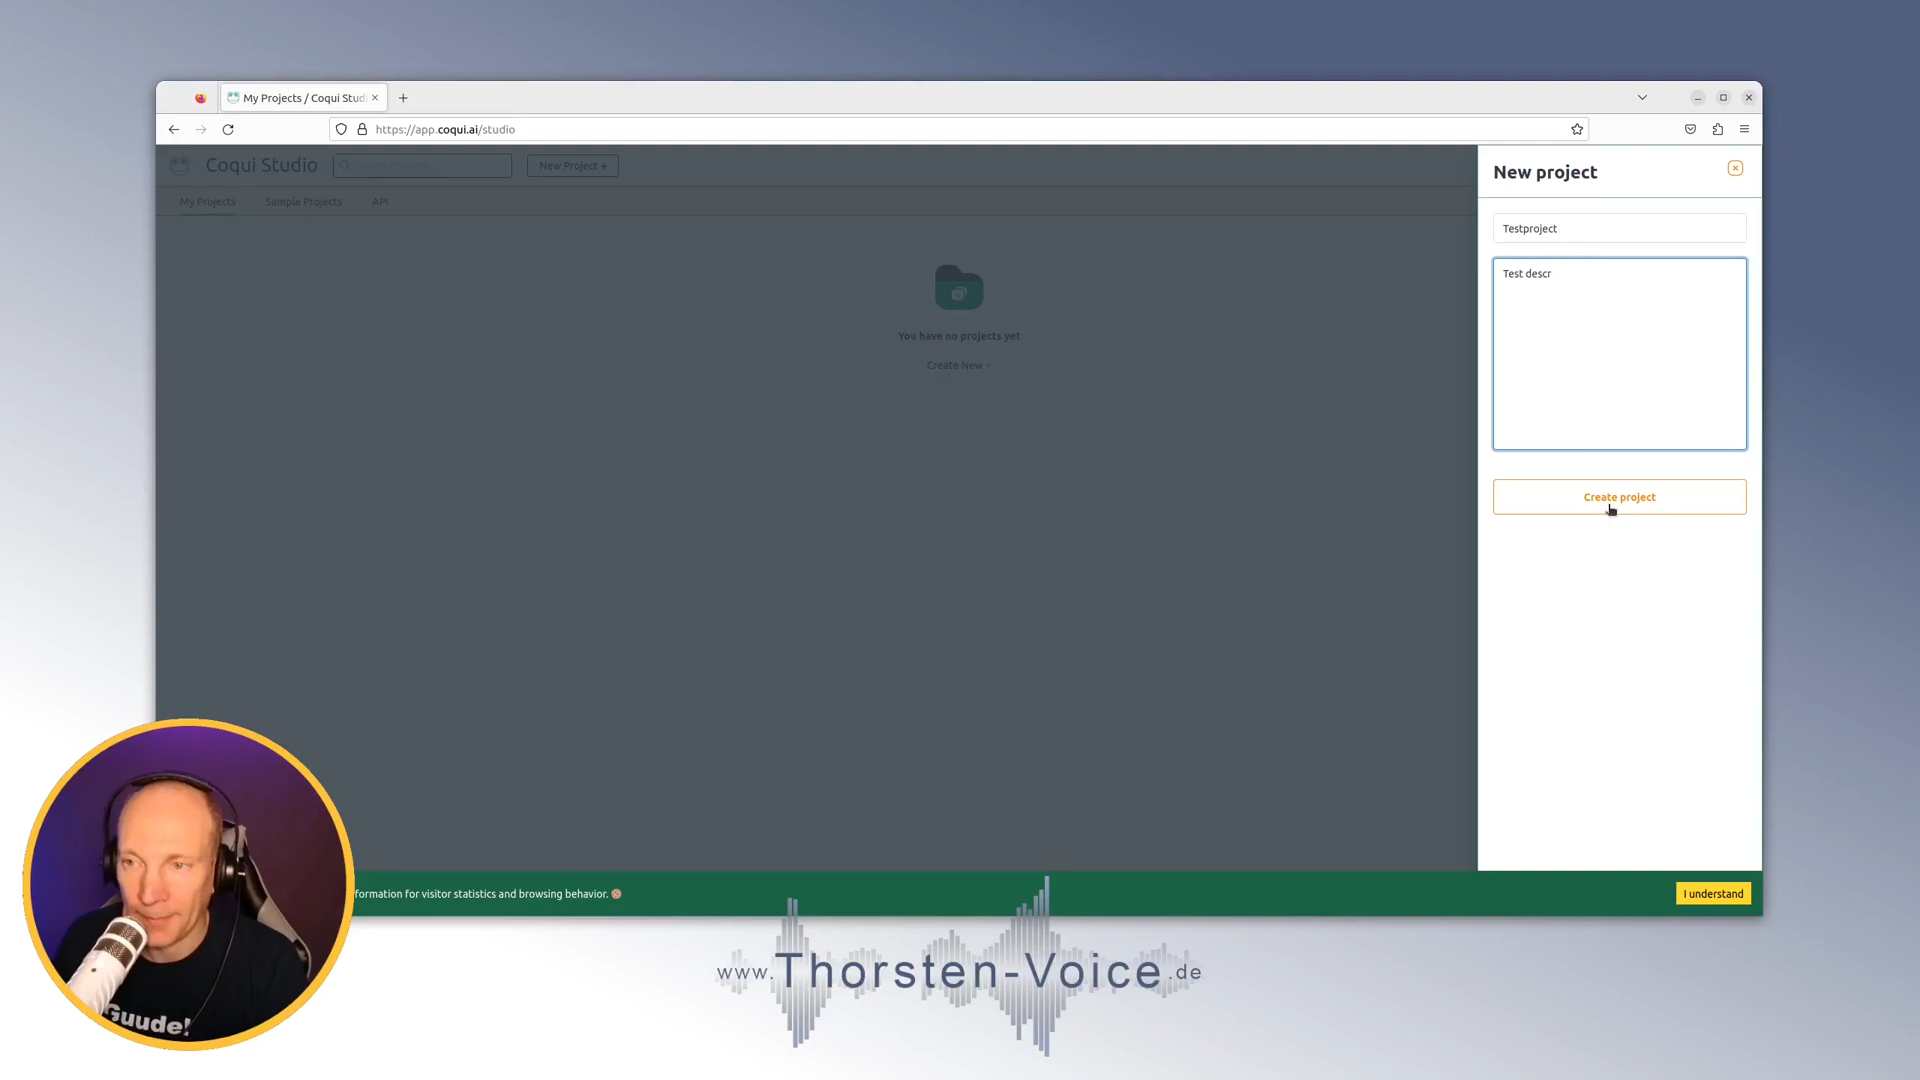 My Projects / Coqui Studi
https://app.coqui.ai/studio
Coqui Studio
New Project +
My Projects
Sample Projects
API
You have no projects yet
Create New +
New project
Testproject
Test descr
Create project
formation for visitor statistics and browsing behavior.
I understand
Guude!
www.Thorsten-Voice.de